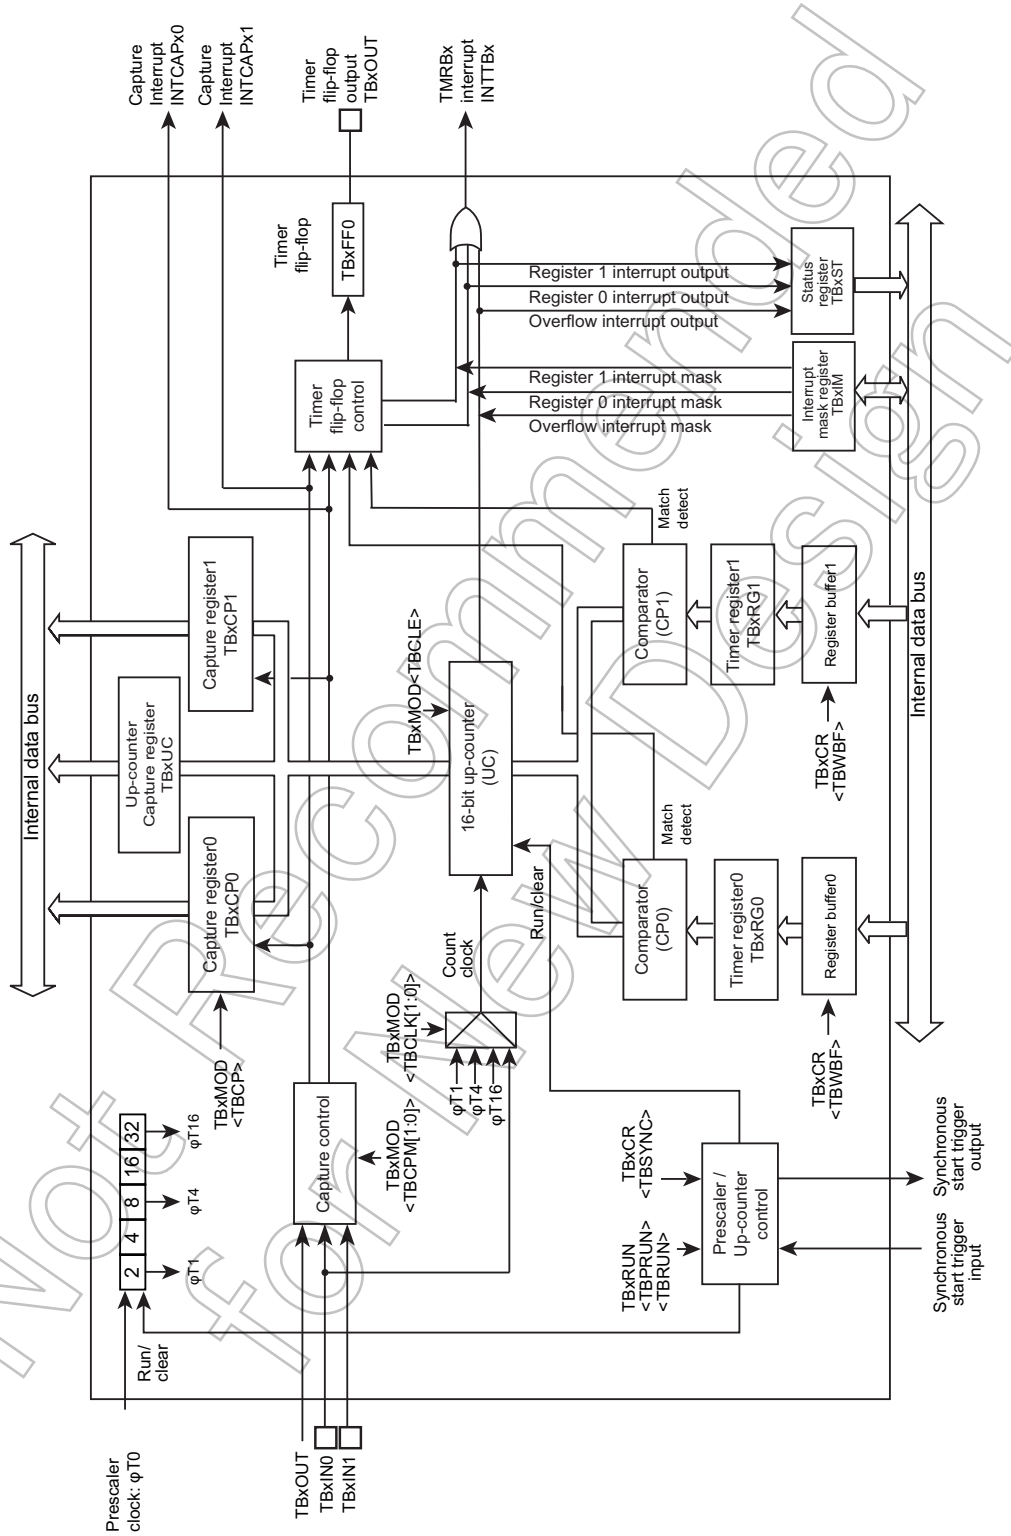 Prescaler
clock: φT0
Run/
clear
2
4
8
16
32
φT1
φT4
φT16
TBxOUT
TBxIN0
TBxIN1
Capture control
TBxMOD
<TBCPM[1:0]>
TBxMOD
<TBCP>
Internal data bus
Capture register0
TBxCP0
Up-counter
Capture register
TBxUC
Capture register1
TBxCP1
Capture
Interrupt
INTCAPx0
Capture
Interrupt
INTCAPx1
Timer
flip-flop
control
Timer
flip-flop
TBxFF0
Timer
flip-flop
output
TBxOUT
TMRBx
interrupt
INTTBx
TBxMOD
<TBCLK[1:0]>
φT1
φT4
φT16
Count
clock
TBxMOD<TBCLE>
16-bit up-counter
(UC)
Run/clear
Register 1 interrupt output
Register 0 interrupt output
Overflow interrupt output
Register 1 interrupt mask
Register 0 interrupt mask
Overflow interrupt mask
Status
register
TBxST
Interrupt
mask register
TBxIM
Match
detect
Match
detect
Comparator
(CP0)
Comparator
(CP1)
Timer register0
TBxRG0
Timer register1
TBxRG1
Register buffer0
Register buffer1
TBxCR
<TBWBF>
TBxCR
<TBWBF>
Internal data bus
TBxRUN
<TBPRUN>
<TBRUN>
TBxCR
<TBSYNC>
Prescaler /
Up-counter
control
Synchronous
start trigger
input
Synchronous
start trigger
output
Not Recommended
for New Design